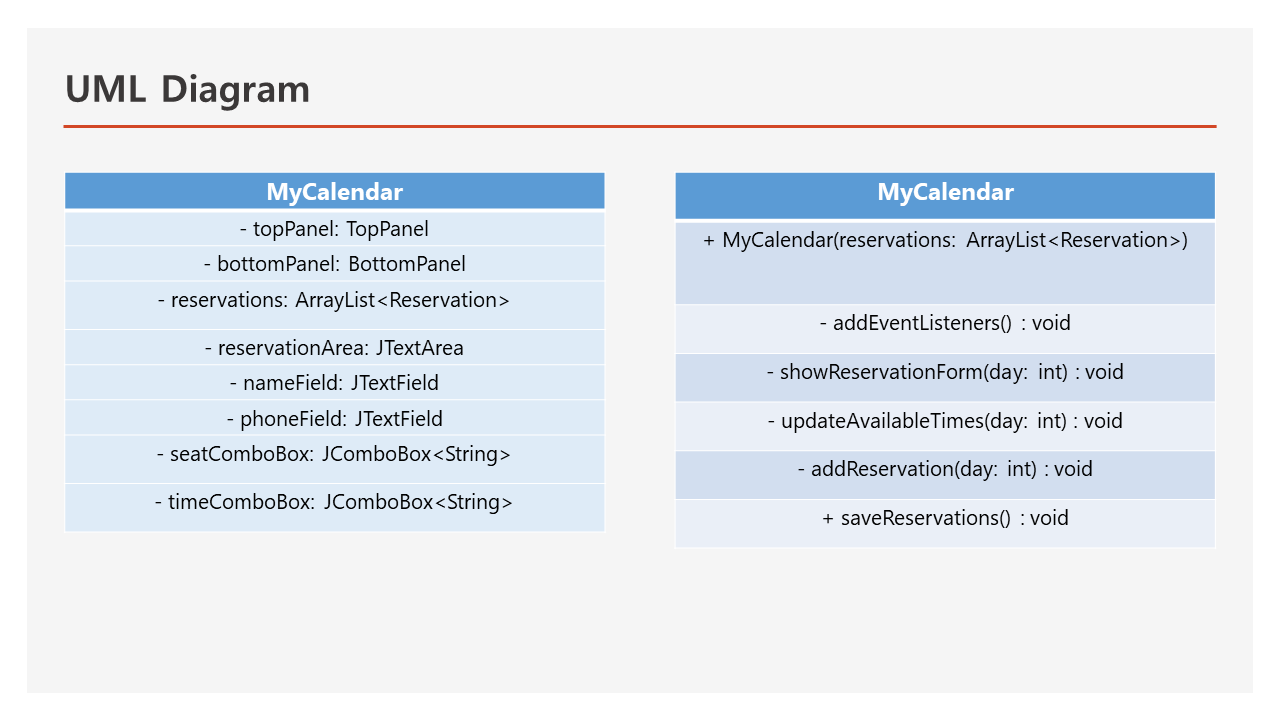 UML Diagram
MyCalendar
- topPanel: TopPanel
- bottomPanel: BottomPanel
- reservations: ArrayList<Reservation>
- reservationArea: JTextArea
- nameField: JTextField
- phoneField: JTextField
- seatComboBox: JComboBox<String>
- timeComboBox: JComboBox<String>
MyCalendar
+ MyCalendar(reservations: ArrayList<Reservation>)
- addEventListeners() : void
- showReservationForm(day: int) : void
- updateAvailableTimes(day: int) : void
- addReservation(day: int) : void
+ saveReservations() : void